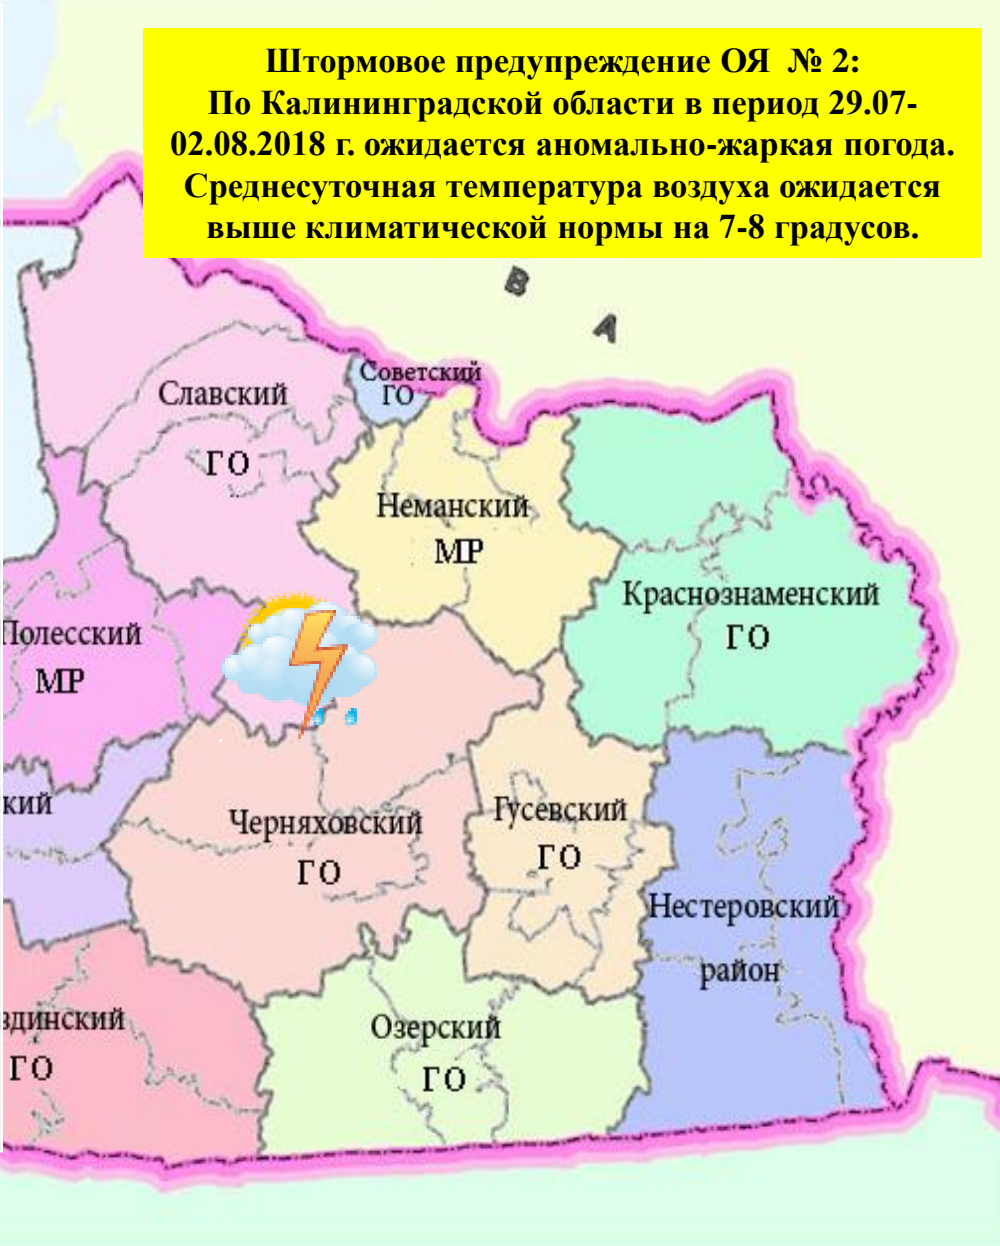 Штормовое предупреждение ОЯ № 2:
По Калининградской области в период 29.07-
02.08.2018 г. ожидается аномально-жаркая погода.
Среднесуточная температура воздуха ожидается
выше климатической нормы на 7-8 градусов.
В
А
Советский
ГО
Славский
ГО
Неманский
МР
Краснознаменский
ГО
Полесский
МР
кий
Черняховский
ГО
Гусевский
ГО
Нестеровский
район
здинский
ГО
Озерский
ГО